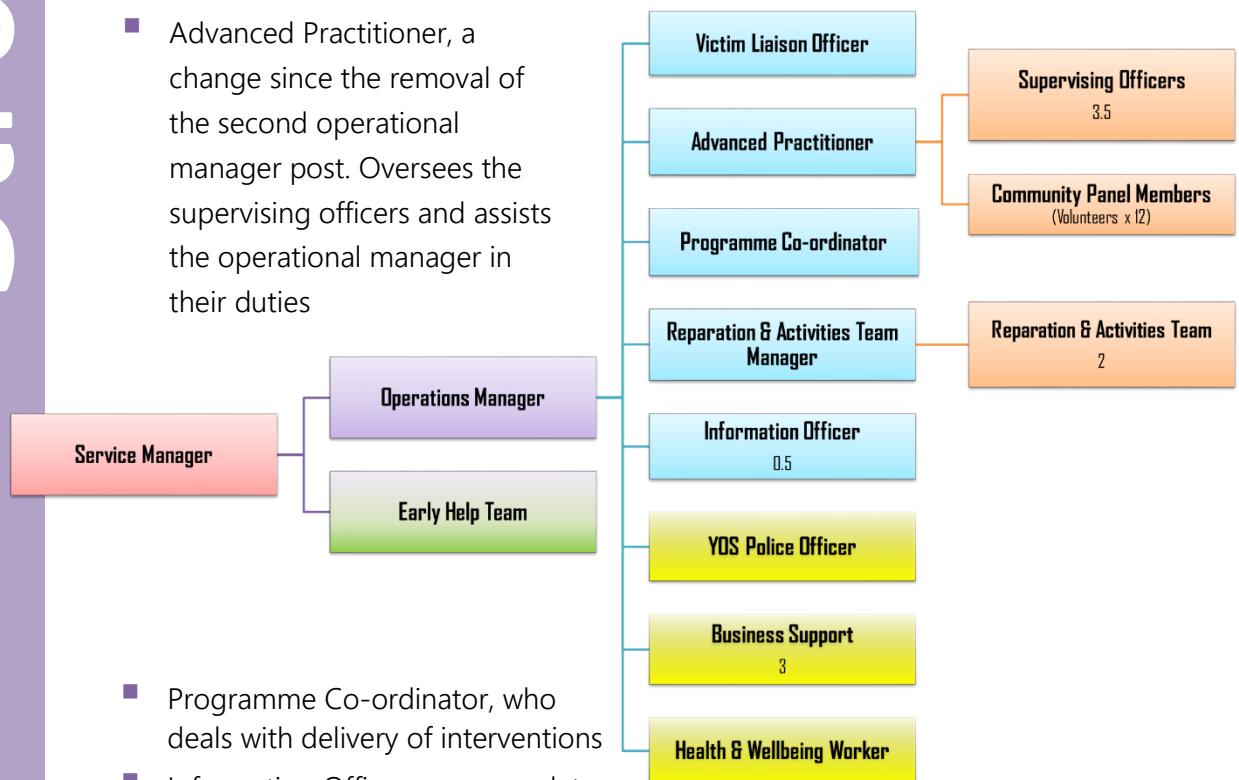 Advanced Practitioner, a
change since the removal of
the second operational
manager post. Oversees the
supervising officers and assists
the operational manager in
their duties
Service Manager
Operations Manager
Early Help Team
Victim Liaison Officer
Advanced Practitioner
Programme Co-ordinator
Reparation & Activities Team
Manager
Information Officer
0.5
YOS Police Officer
Business Support
3
Health & Wellbeing Worker
Supervising Officers
3.5
Community Panel Members
(Volunteers x 12)
Reparation & Activities Team
2
Programme Co-ordinator, who
deals with delivery of interventions